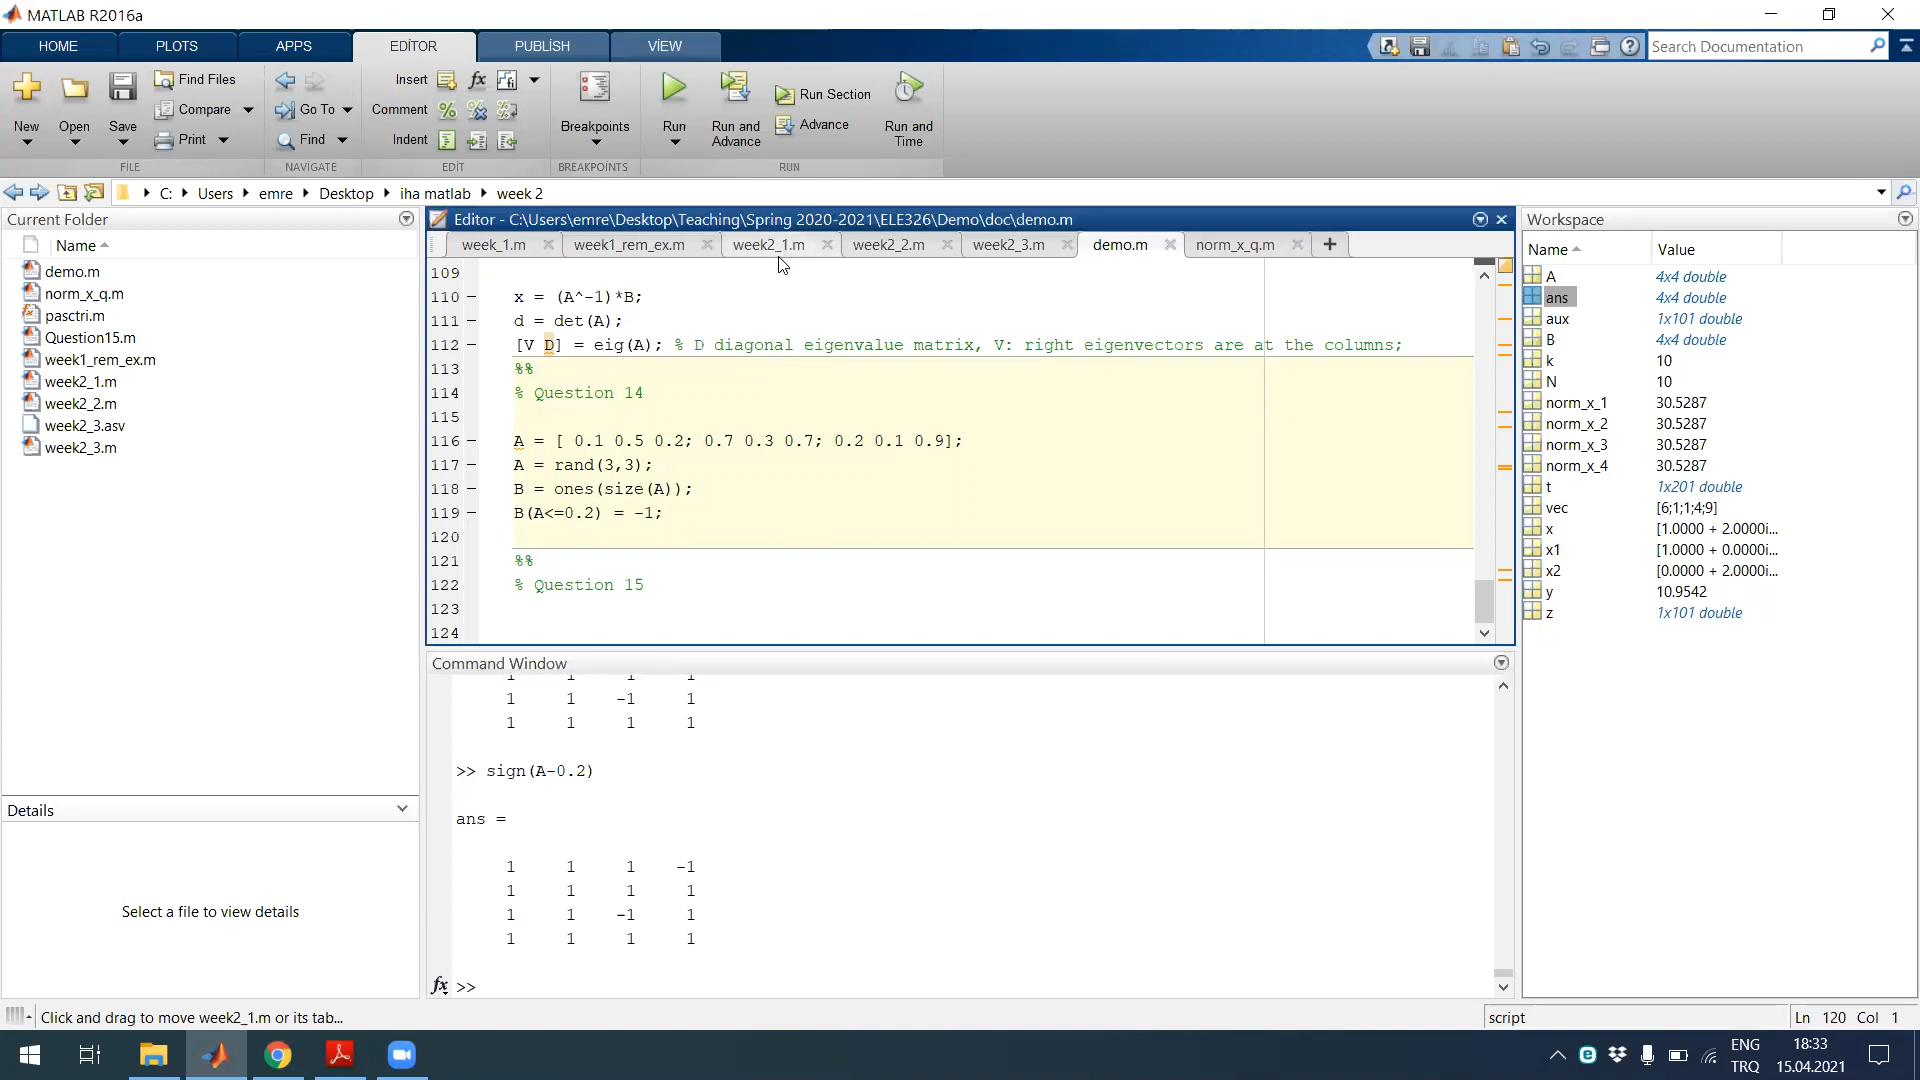 MATLAB R2016a
HOME
PLOTS
APPS
EDİTOR
PUBLİSH
VİEW
Search Documentation
New
Open
Save
Find Files
Compare
Print
FILE
Go To
Find
NAVIGATE
Insert
Comment
Indent
EDİT
Breakpoints
BREAKPOINTS
Run
Run and Advance
Run Section
Advance
Run and Time
RUN
C:
Users
emre
Desktop
iha matlab
week 2
Current Folder
Name
demo.m
norm_x_q.m
pasctri.m
Question15.m
week1_rem_ex.m
week2_1.m
week2_2.m
week2_3.asv
week2_3.m
Details
Select a file to view details
Editor - C:\Users\emre\Desktop\Teaching\Spring 2020-2021\ELE326\Demo\doc\demo.m
week_1.m
week1_rem_ex.m
week2_1.m
week2_2.m
week2_3.m
demo.m
norm_x_q.m
109
110 – x = (A^-1)*B;
111 – d = det(A);
112 – [V D] = eig(A); % D diagonal eigenvalue matrix, V: right eigenvectors are at the columns;
113 %%
114 % Question 14
115
116 – A = [ 0.1 0.5 0.2; 0.7 0.3 0.7; 0.2 0.1 0.9];
117 – A = rand(3,3);
118 – B = ones(size(A));
119 – B(A<=0.2) = -1;
120
121 %%
122 % Question 15
123
124
Command Window
1 1 1 1
1 1 -1 1
1 1 1 1
>> sign(A-0.2)
ans =
1 1 1 -1
1 1 1 1
1 1 -1 1
1 1 1 1
fx >>
Workspace
Name Value
A 4x4 double
ans 4x4 double
aux 1x101 double
B 4x4 double
k 10
N 10
norm_x_1 30.5287
norm_x_2 30.5287
norm_x_3 30.5287
norm_x_4 30.5287
t 1x201 double
vec [6;1;1;4;9]
x [1.0000 + 2.0000i...
x1 [1.0000 + 0.0000i...
x2 [0.0000 + 2.0000i...
y 10.9542
z 1x101 double
Click and drag to move week2_1.m or its tab...
script
Ln 120 Col 1
ENG
TRQ
18:33
15.04.2021